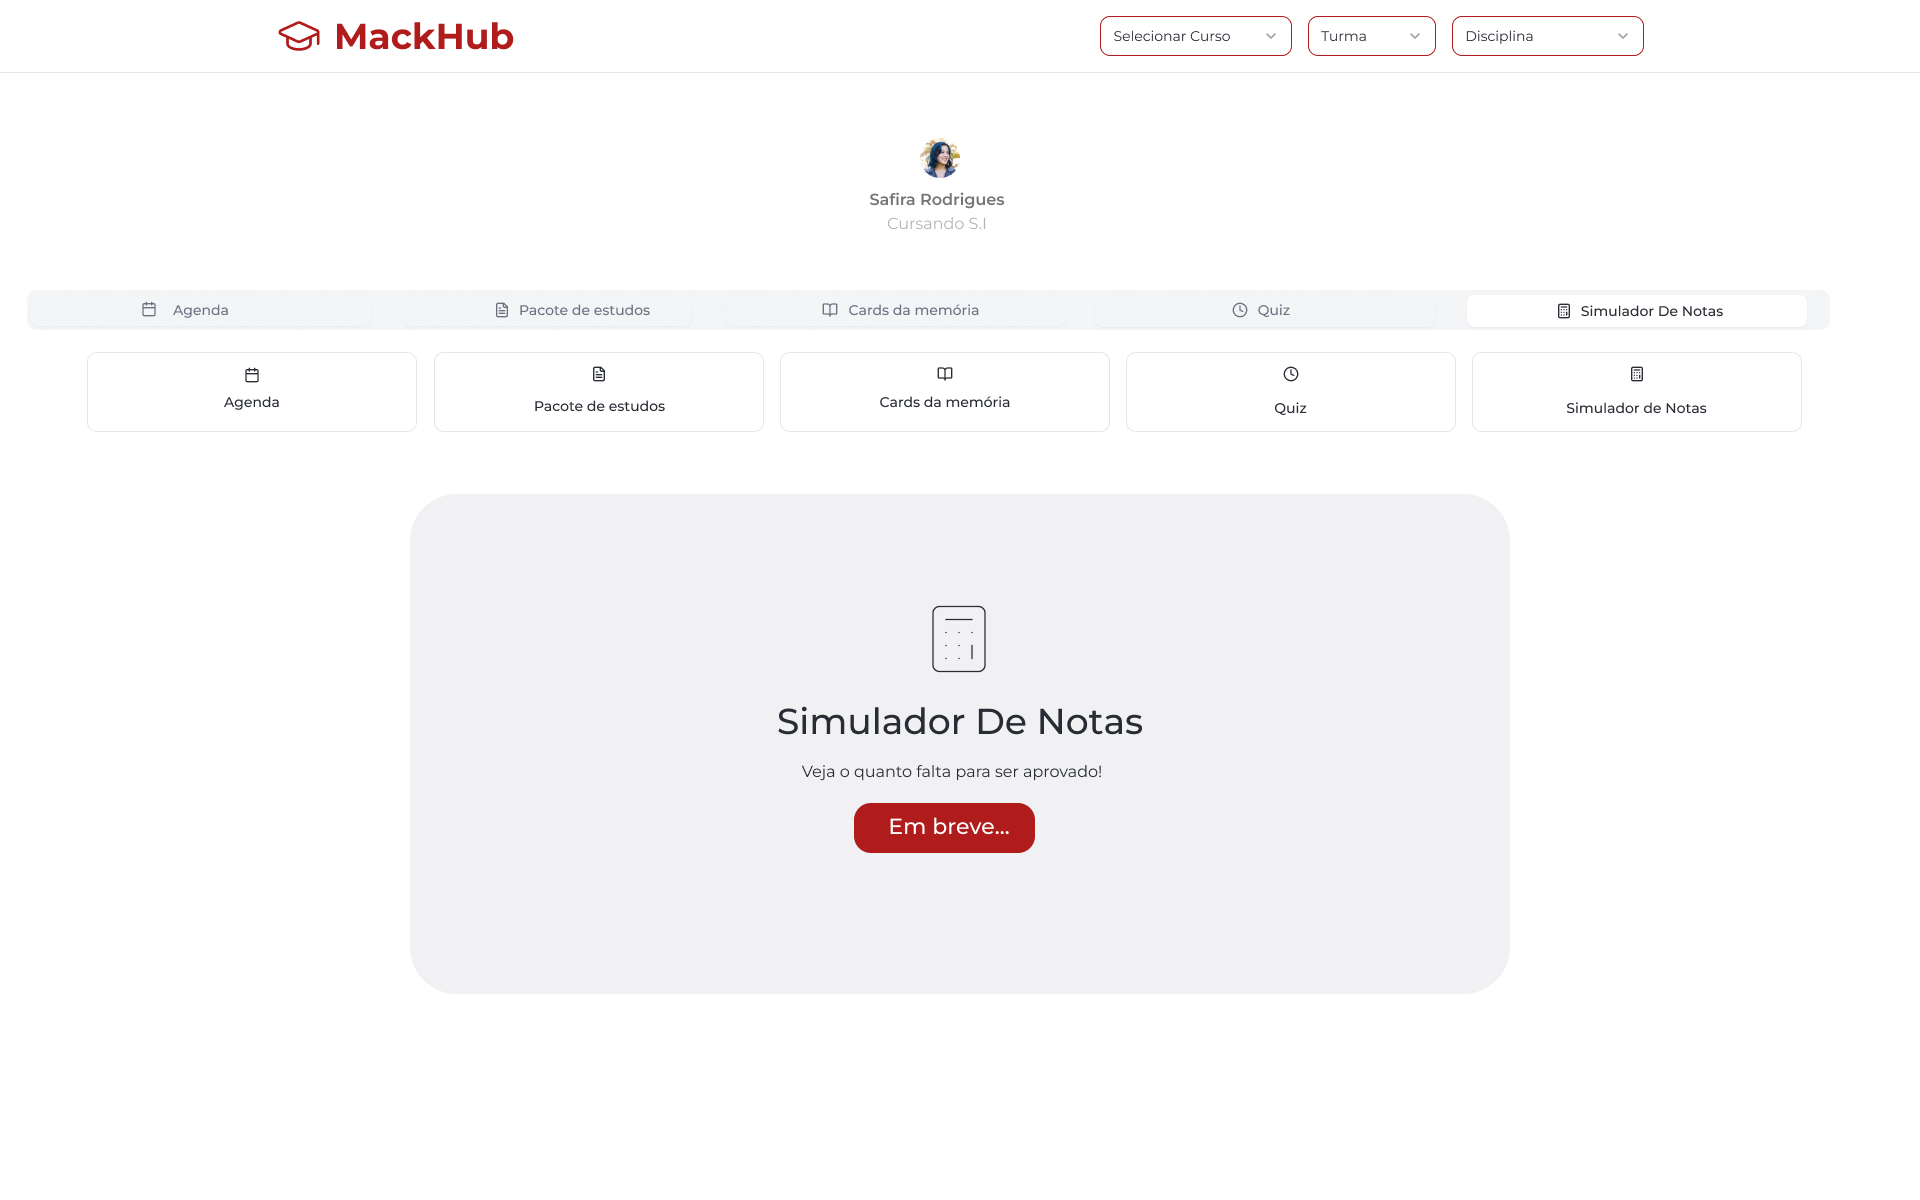 MackHub
Selecionar Curso
Turma
Disciplina
Safira Rodrigues
Cursando S.I
Agenda
Pacote de estudos
Cards da memória
Quiz
Simulador De Notas
Agenda
Pacote de estudos
Cards da memória
Quiz
Simulador de Notas
Simulador De Notas
Veja o quanto falta para ser aprovado!
Em breve...